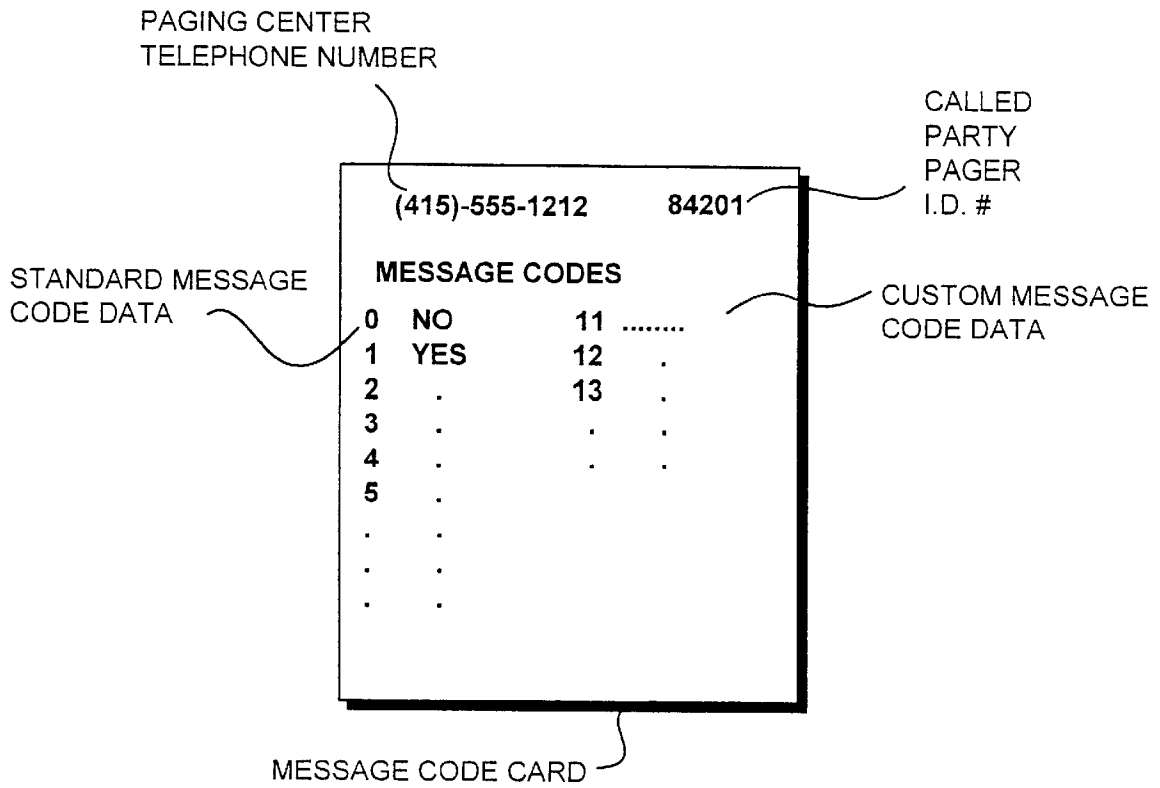 PAGING CENTER
TELEPHONE NUMBER
CALLED
PARTY
PAGER
I.D. #
(415)-555-1212 84201
MESSAGE CODES
STANDARD MESSAGE
CODE DATA
CUSTOM MESSAGE
CODE DATA
0 NO 11 ........
1 YES 12 .
2 . 13 .
3 . . .
4 . . .
5 .
. .
. .
. .
MESSAGE CODE CARD